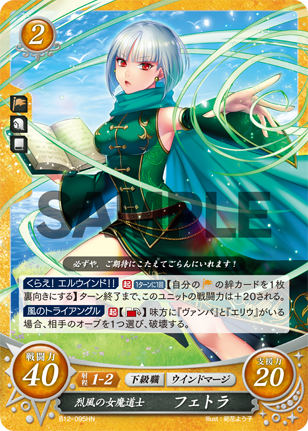 2
SAMPLE
必ずや、ご期待にこたえてごらんにいれます!
くらえ!エルウインド!! 起 1ターンに1回 【自分の の絆カードを1枚
裏向きにする】ターン終了まで、このユニットの戦闘力は+20される。
風のトライアングル 起 【 】味方に『ヴァンパ』と『エリウ』がい
る場合、相手のオーブを1つ選び、破壊する。
戦闘力
40
射程 1-2 下級職 ウインドマージ
支援力
20
烈風の女魔道士 フェトラ
B12-095HN
Illust.